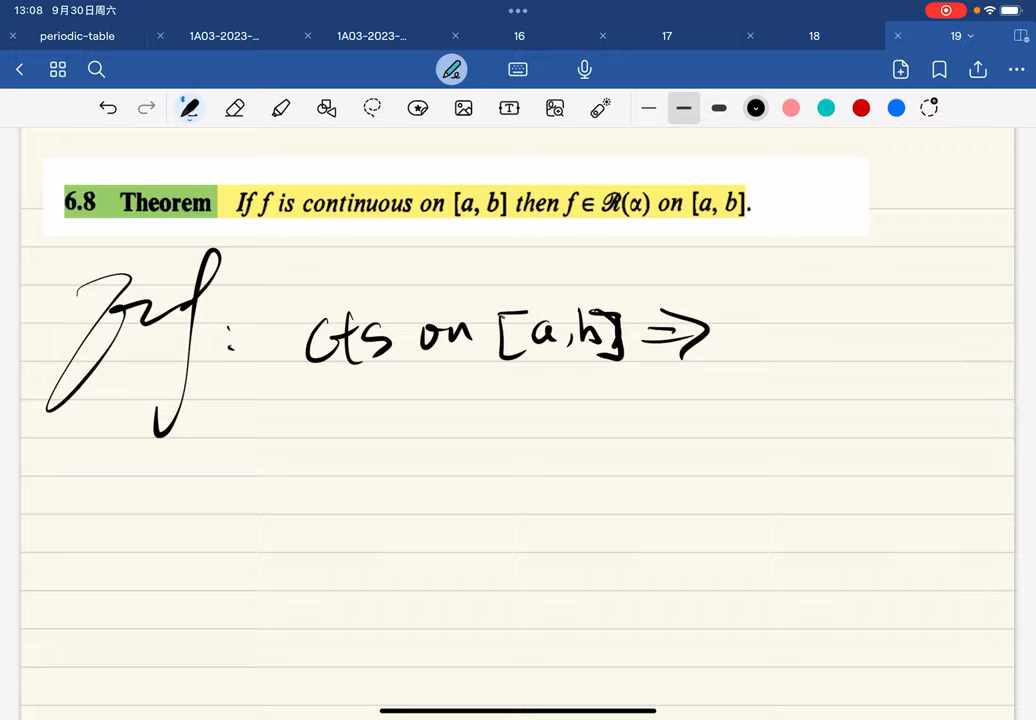 13:08 9月30日周六
periodic-table
1A03-2023-...
1A03-2023-...
16
17
18
19
6.8 Theorem If f is continuous on [a, b] then f ∈ ℛ(α) on [a, b].
Proof: cts on [a,b] ⇒